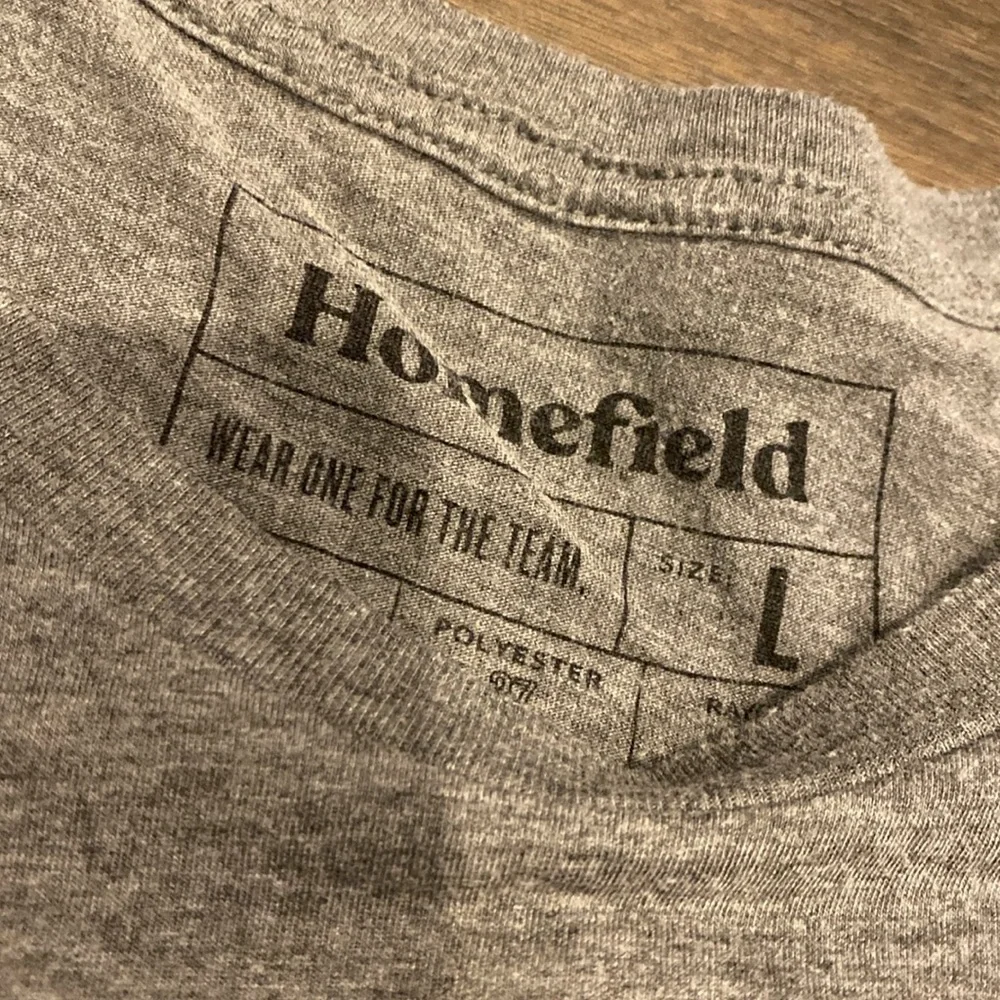 Homefield
WEAR ONE FOR THE TEAM.
SIZE: L
POLYESTER